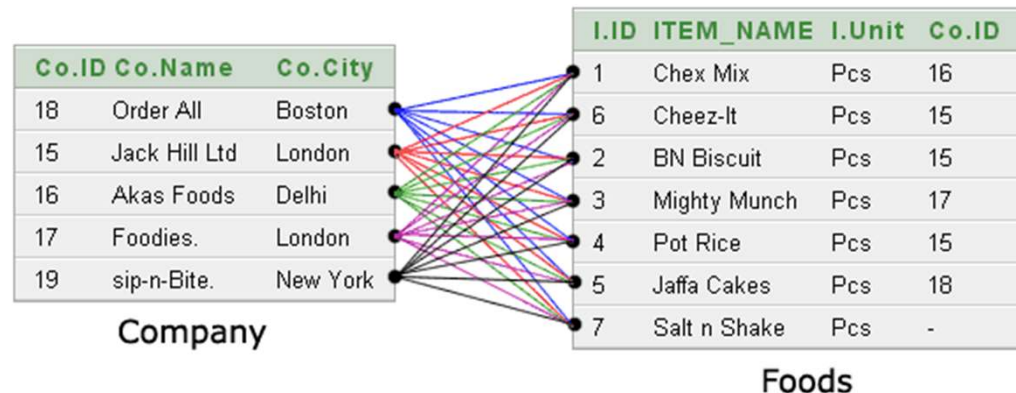 Co.ID Co.Name Co.City
18 Order All Boston
15 Jack Hill Ltd London
16 Akas Foods Delhi
17 Foodies. London
19 sip-n-Bite. New York
Company
I.ID ITEM_NAME I.Unit Co.ID
1 Chex Mix Pcs 16
6 Cheez-It Pcs 15
2 BN Biscuit Pcs 15
3 Mighty Munch Pcs 17
4 Pot Rice Pcs 15
5 Jaffa Cakes Pcs 18
7 Salt n Shake Pcs -
Foods